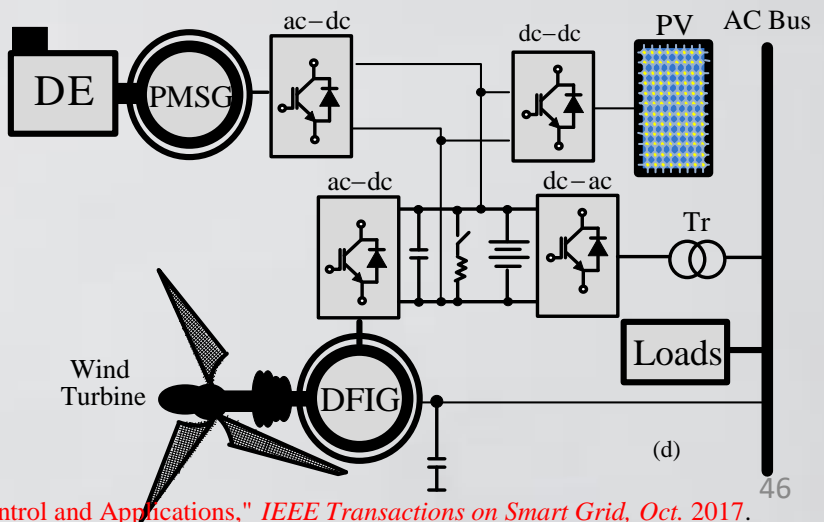 ac−dc
dc−dc
PV
AC Bus
DE
PMSG
ac−dc
dc−ac
Tr
Loads
Wind
Turbine
DFIG
(d)
46
ntrol and Applications," IEEE Transactions on Smart Grid, Oct. 2017.